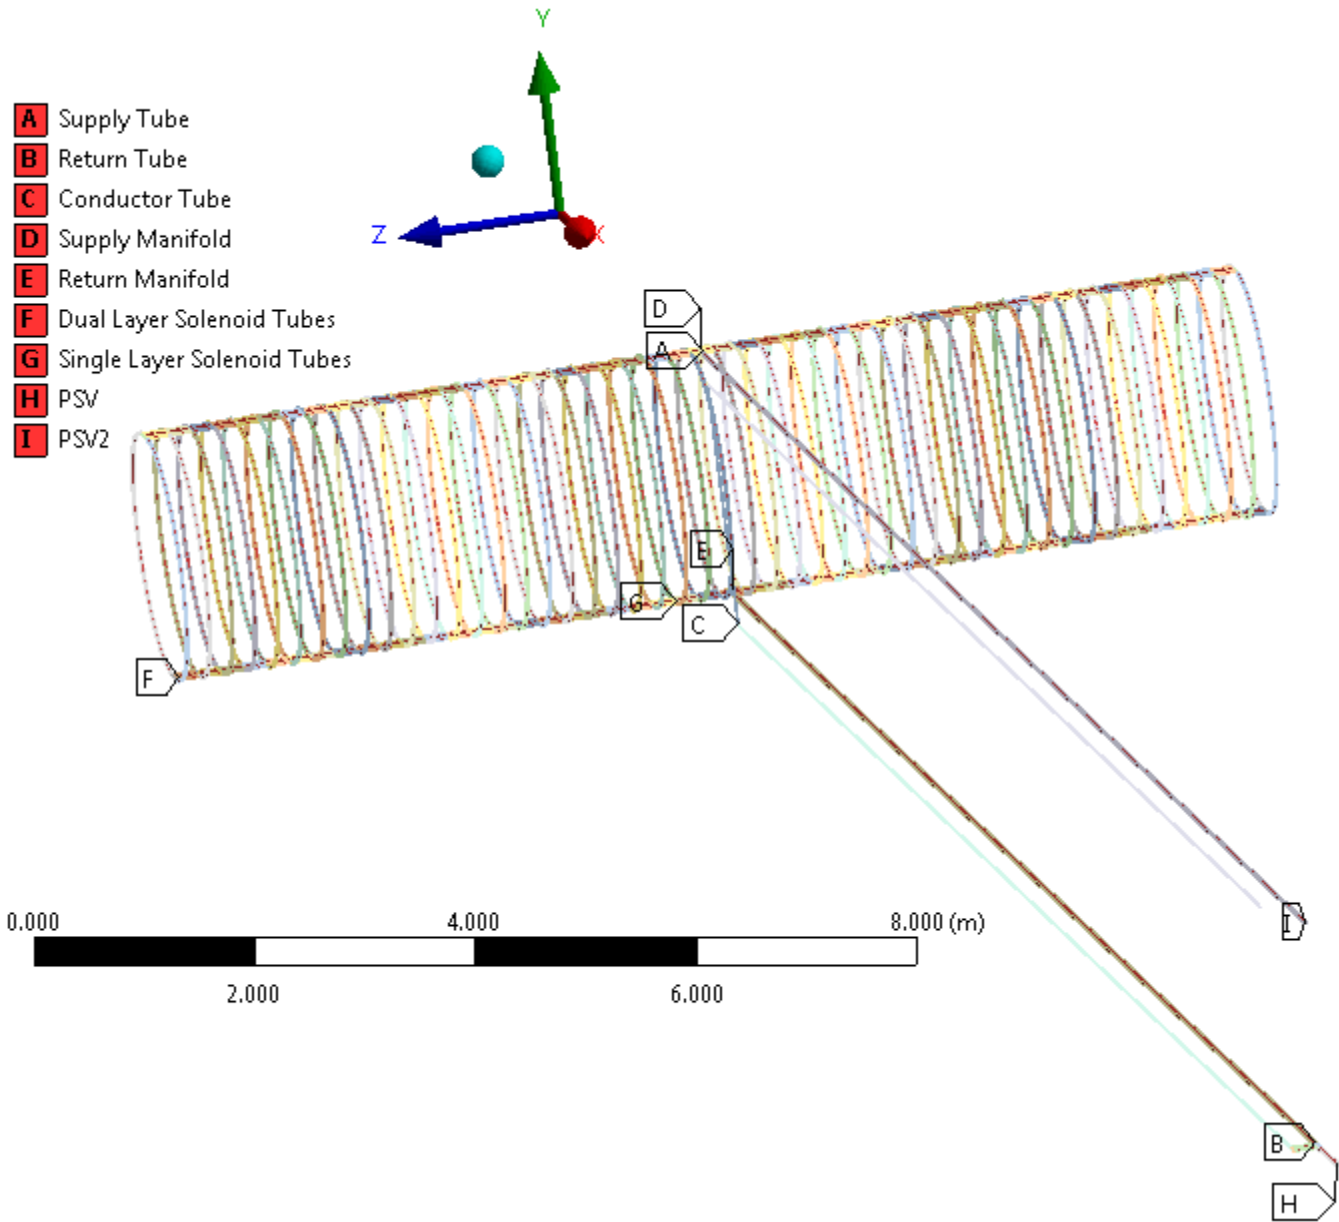 Y
Z
X
A Supply Tube
B Return Tube
C Conductor Tube
D Supply Manifold
E Return Manifold
F Dual Layer Solenoid Tubes
G Single Layer Solenoid Tubes
H PSV
I PSV2
D
A
E
G
C
F
I
0.000 4.000 8.000 (m)
2.000 6.000
B
H